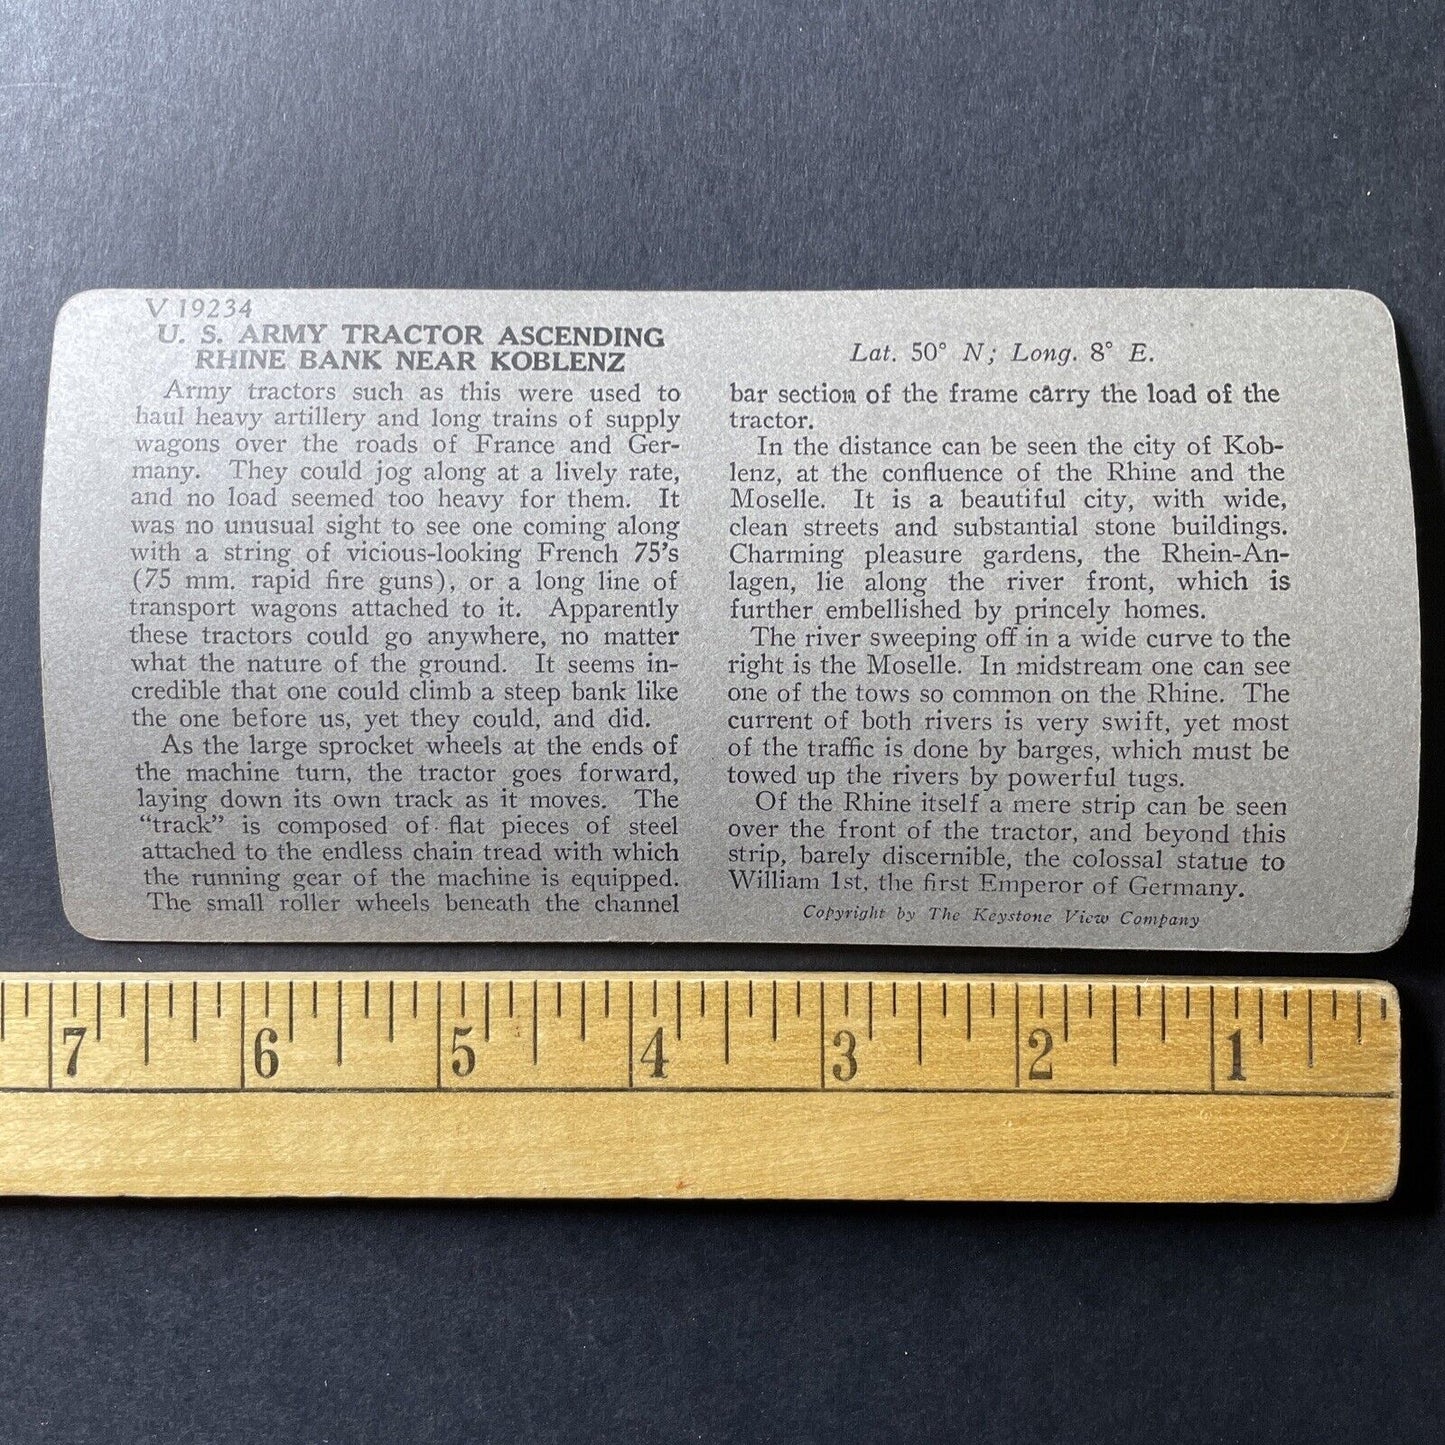 V 19234
U. S. ARMY TRACTOR ASCENDING
RHINE BANK NEAR KOBLENZ
Army tractors such as this were used to
haul heavy artillery and long trains of supply
wagons over the roads of France and Ger-
many. They could jog along at a lively rate,
and no load seemed too heavy for them. It
was no unusual sight to see one coming along
with a string of vicious-looking French 75's
(75 mm. rapid fire guns), or a long line of
transport wagons attached to it. Apparently
these tractors could go anywhere, no matter
what the nature of the ground. It seems in-
credible that one could climb a steep bank like
the one before us, yet they could, and did.
As the large sprocket wheels at the ends of
the machine turn, the tractor goes forward,
laying down its own track as it moves. The
“track” is composed of flat pieces of steel
attached to the endless chain tread with which
the running gear of the machine is equipped.
The small roller wheels beneath the channel
Lat. 50° N; Long. 8° E.
bar section of the frame carry the load of the
tractor.
In the distance can be seen the city of Kob-
lenz, at the confluence of the Rhine and the
Moselle. It is a beautiful city, with wide,
clean streets and substantial stone buildings.
Charming pleasure gardens, the Rhein-An-
lagen, lie along the river front, which is
further embellished by princely homes.
The river sweeping off in a wide curve to the
right is the Moselle. In midstream one can see
one of the tows so common on the Rhine. The
current of both rivers is very swift, yet most
of the traffic is done by barges, which must be
towed up the rivers by powerful tugs.
Of the Rhine itself a mere strip can be seen
over the front of the tractor, and beyond this
strip, barely discernible, the colossal statue to
William 1st, the first Emperor of Germany.
Copyright by The Keystone View Company
7 6 5 4 3 2 1